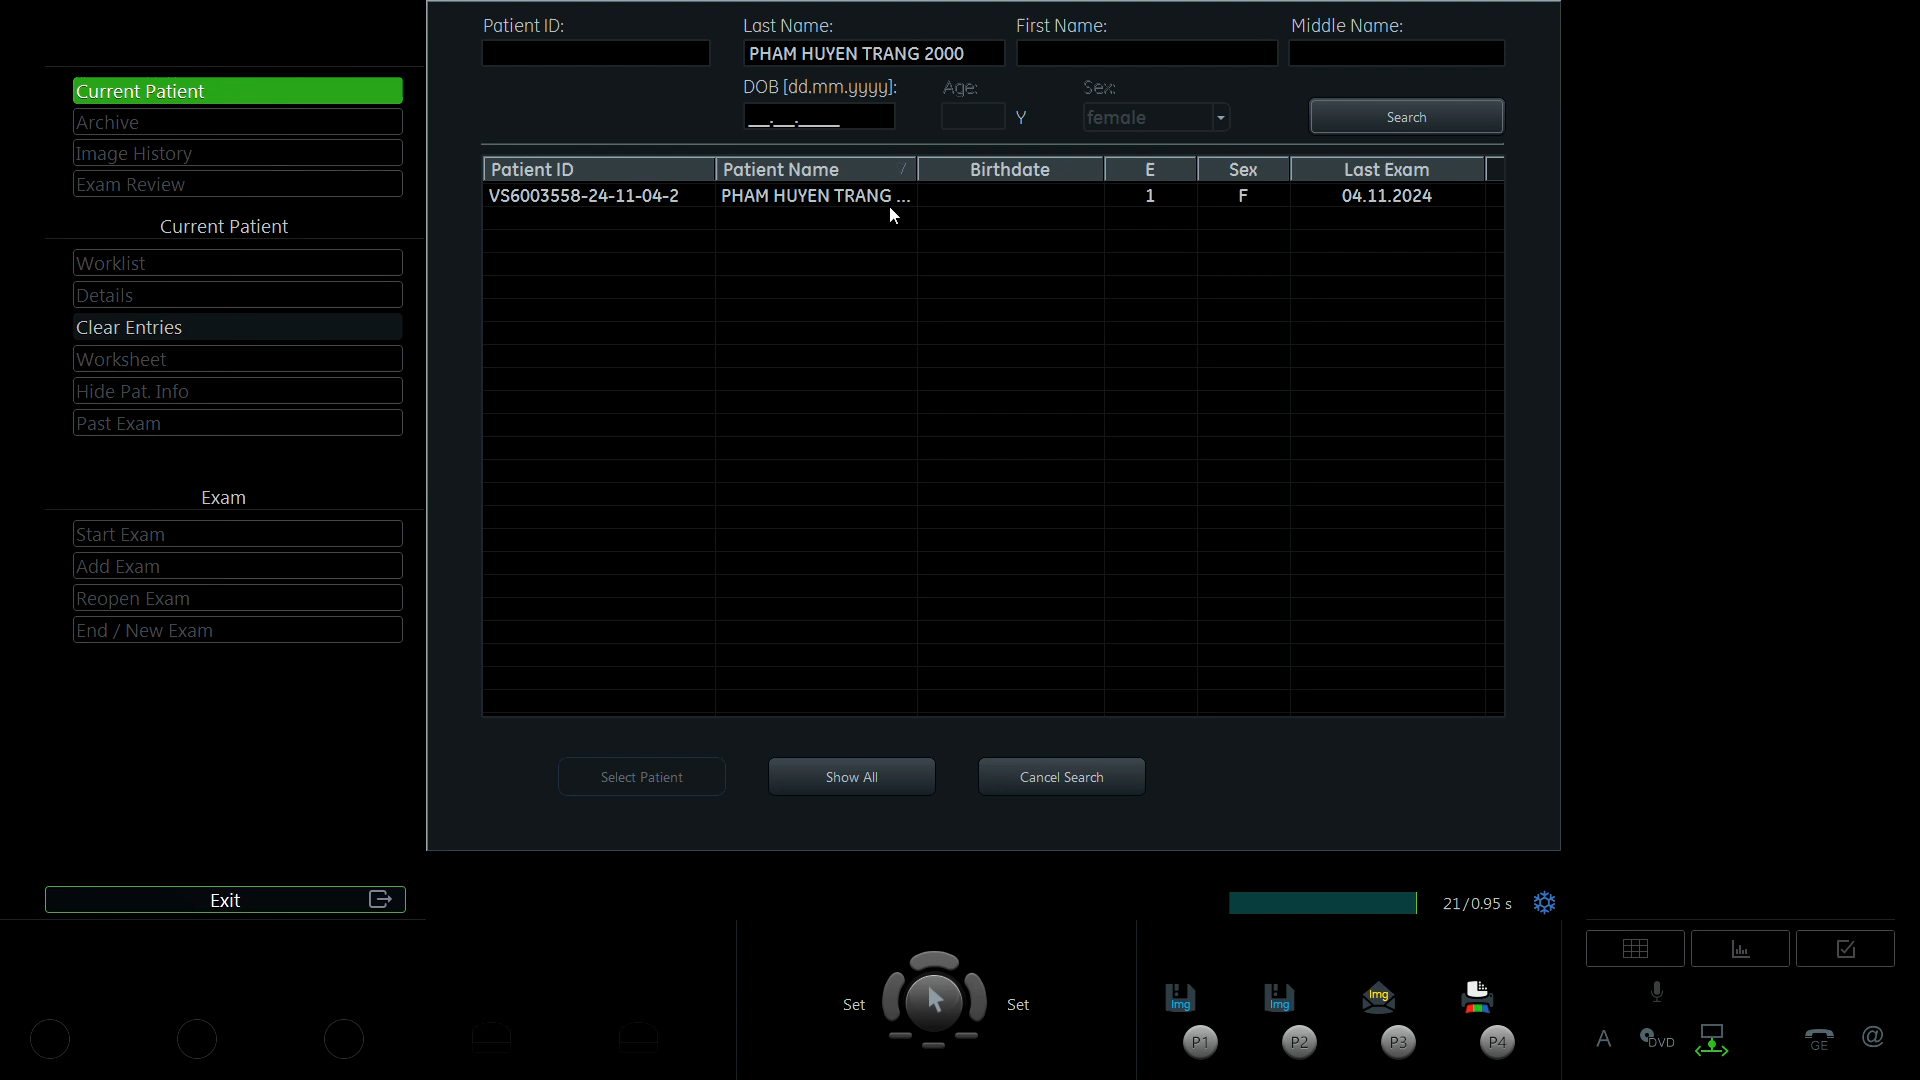 Patient ID:
Last Name:
First Name:
Middle Name:
PHAM HUYEN TRANG 2000
DOB [dd.mm.yyyy]:
Age:
Sex:
__.__.____
Y
female
Search
Current Patient
Archive
Image History
Exam Review
Current Patient
Worklist
Details
Clear Entries
Worksheet
Hide Pat. Info
Past Exam
Exam
Start Exam
Add Exam
Reopen Exam
End / New Exam
Patient ID
Patient Name
Birthdate
E
Sex
Last Exam
VS6003558-24-11-04-2
PHAM HUYEN TRANG ...
1
F
04.11.2024
Select Patient
Show All
Cancel Search
Exit
21/0.95 s
Set
Set
Img
Img
Img
P1
P2
P3
P4
A
DVD
GE
@